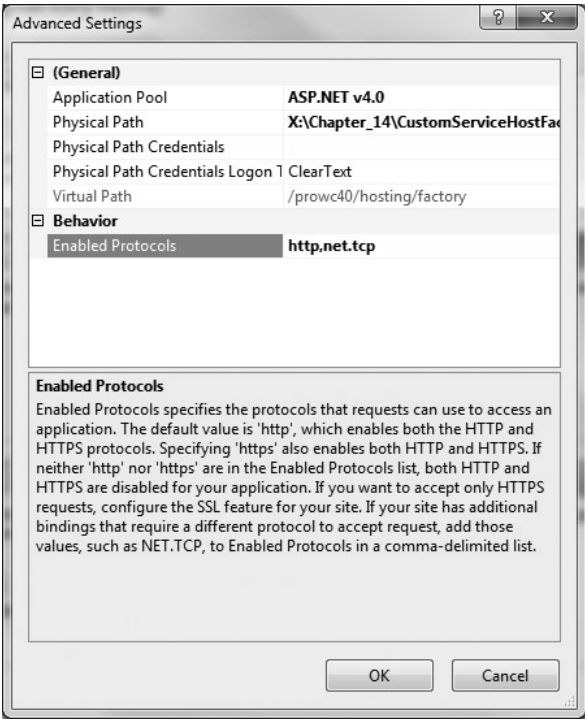 Advanced Settings
(General)
Application Pool ASP.NET v4.0
Physical Path X:\Chapter_14\CustomServiceHostFac
Physical Path Credentials
Physical Path Credentials Logon T ClearText
Virtual Path /prowc40/hosting/factory
Behavior
Enabled Protocols http,net.tcp
Enabled Protocols
Enabled Protocols specifies the protocols that requests can use to access an
application. The default value is 'http', which enables both the HTTP and
HTTPS protocols. Specifying 'https' also enables both HTTP and HTTPS. If
neither 'http' nor 'https' are in the Enabled Protocols list, both HTTP and
HTTPS are disabled for your application. If you want to accept only HTTPS
requests, configure the SSL feature for your site. If your site has additional
bindings that require a different protocol to accept request, add those
values, such as NET.TCP, to Enabled Protocols in a comma-delimited list.
OK Cancel